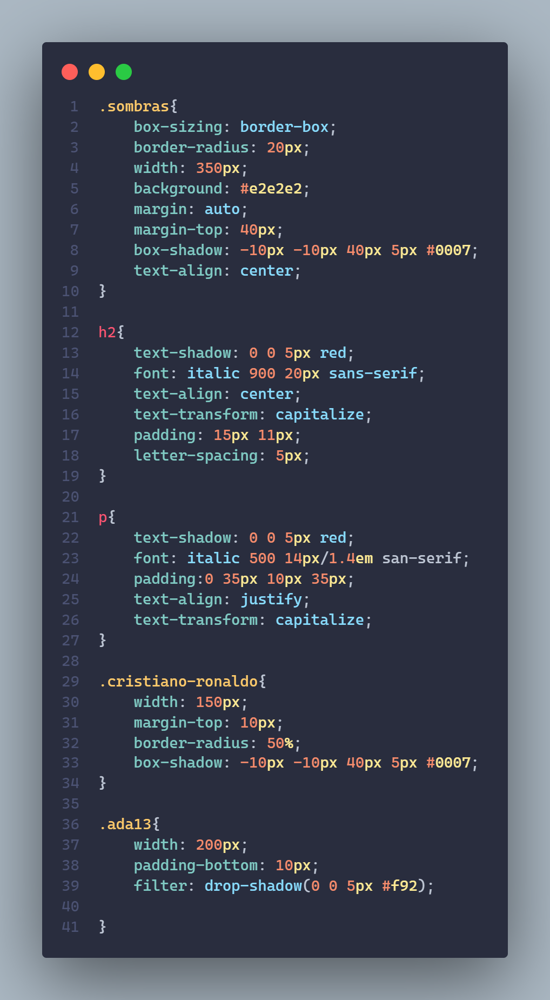 1 .sombras{
2 box-sizing: border-box;
3 border-radius: 20px;
4 width: 350px;
5 background: #e2e2e2;
6 margin: auto;
7 margin-top: 40px;
8 box-shadow: -10px -10px 40px 5px #0007;
9 text-align: center;
10 }
11
12 h2{
13 text-shadow: 0 0 5px red;
14 font: italic 900 20px sans-serif;
15 text-align: center;
16 text-transform: capitalize;
17 padding: 15px 11px;
18 letter-spacing: 5px;
19 }
20
21 p{
22 text-shadow: 0 0 5px red;
23 font: italic 500 14px/1.4em san-serif;
24 padding:0 35px 10px 35px;
25 text-align: justify;
26 text-transform: capitalize;
27 }
28
29 .cristiano-ronaldo{
30 width: 150px;
31 margin-top: 10px;
32 border-radius: 50%;
33 box-shadow: -10px -10px 40px 5px #0007;
34 }
35
36 .ada13{
37 width: 200px;
38 padding-bottom: 10px;
39 filter: drop-shadow(0 0 5px #f92);
40
41 }